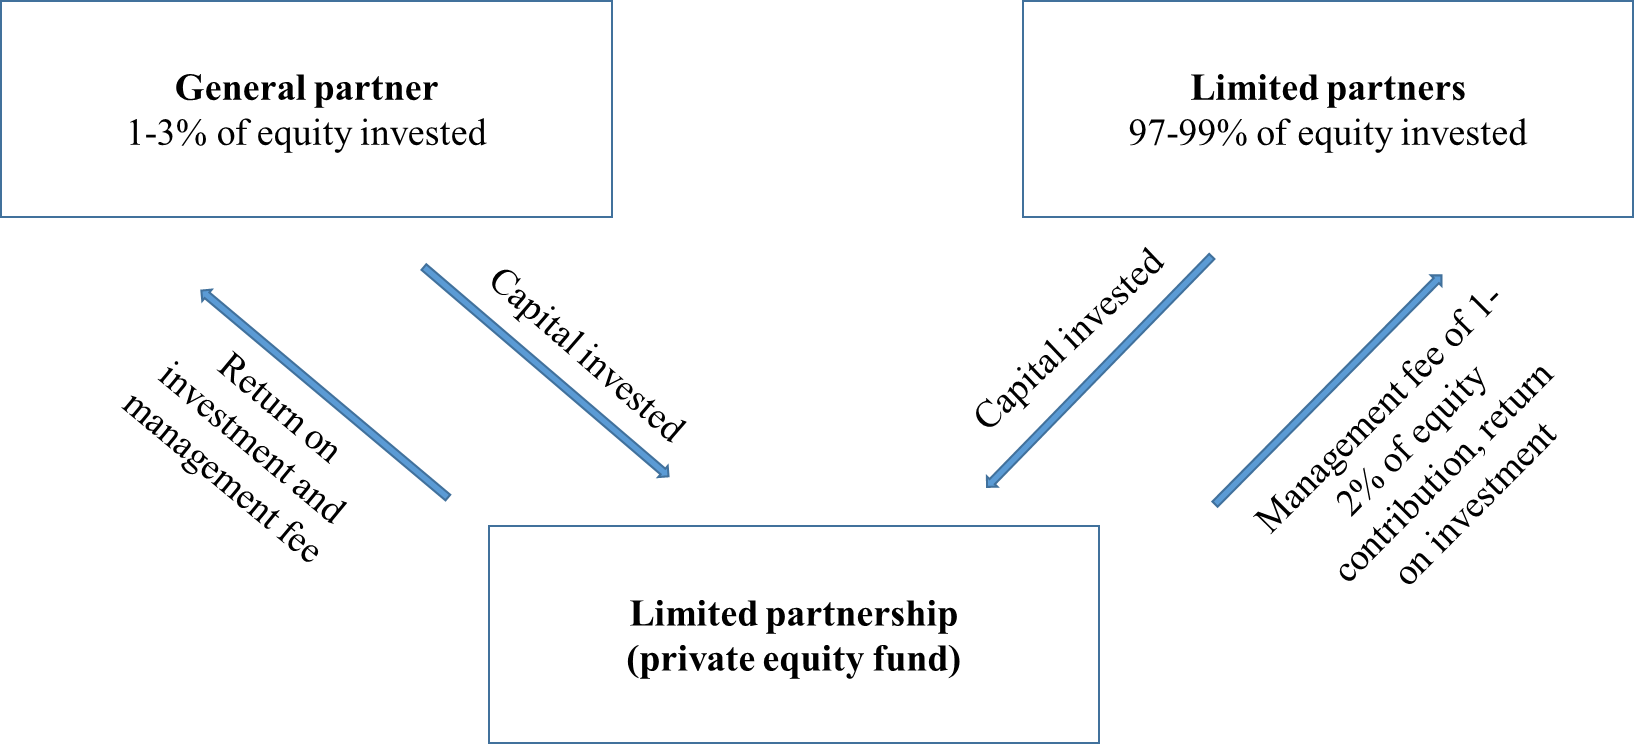 General partner
1-3% of equity invested
Limited partners
97-99% of equity invested
Capital invested
Return on
investment and
management fee
Capital invested
Management fee of 1-
2% of equity
contribution, return
on investment
Limited partnership
(private equity fund)